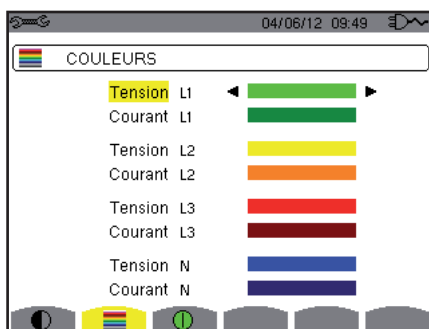 04/06/12 09:49
COULEURS
Tension L1
Courant L1
Tension L2
Courant L2
Tension L3
Courant L3
Tension N
Courant N